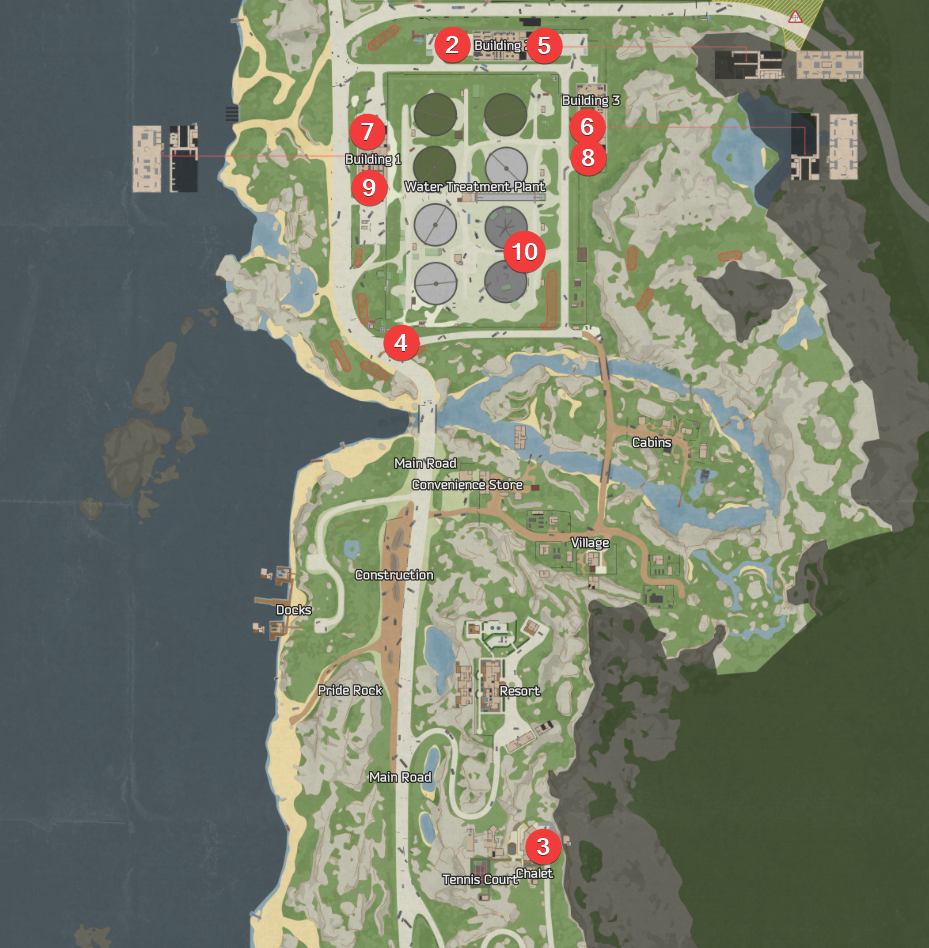 2
Building 2
5
Building 3
7
6
Building 1
8
9
Water Treatment Plant
10
4
Cabins
Main Road
Convenience Store
Village
Construction
Docks
Pride Rock
Resort
Main Road
3
Tennis Court
Chalet